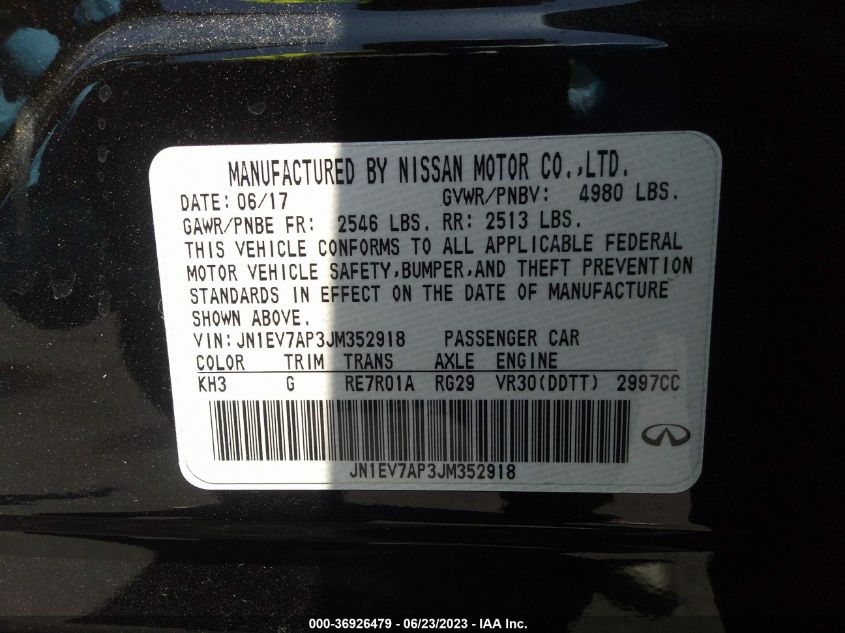 MANUFACTURED BY NISSAN MOTOR CO.,LTD.
DATE: 06/17 GVWR/PNBV: 4980 LBS.
GAWR/PNBE FR: 2546 LBS. RR: 2513 LBS.
THIS VEHICLE CONFORMS TO ALL APPLICABLE FEDERAL
MOTOR VEHICLE SAFETY,BUMPER,AND THEFT PREVENTION
STANDARDS IN EFFECT ON THE DATE OF MANUFACTURE
SHOWN ABOVE.
VIN: JN1EV7AP3JM352918 PASSENGER CAR
COLOR TRIM TRANS AXLE ENGINE
KH3 G RE7R01A RG29 VR30(DDTT) 2997CC
JN1EV7AP3JM352918
000-36926479 - 06/23/2023 - IAA Inc.